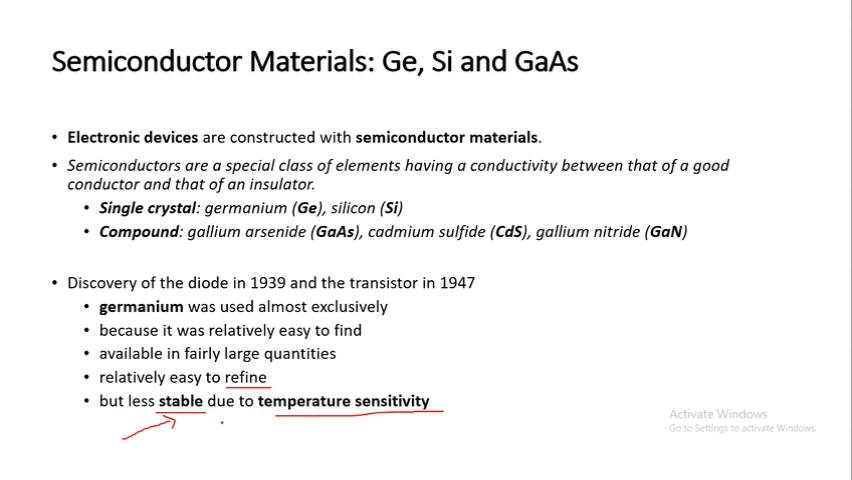 Semiconductor Materials: Ge, Si and GaAs
• Electronic devices are constructed with semiconductor materials.
• Semiconductors are a special class of elements having a conductivity between that of a good
conductor and that of an insulator.
• Single crystal: germanium (Ge), silicon (Si)
• Compound: gallium arsenide (GaAs), cadmium sulfide (CdS), gallium nitride (GaN)
• Discovery of the diode in 1939 and the transistor in 1947
• germanium was used almost exclusively
• because it was relatively easy to find
• available in fairly large quantities
• relatively easy to refine
• but less stable due to temperature sensitivity
Activate Windows
Go to Settings to activate Windows.